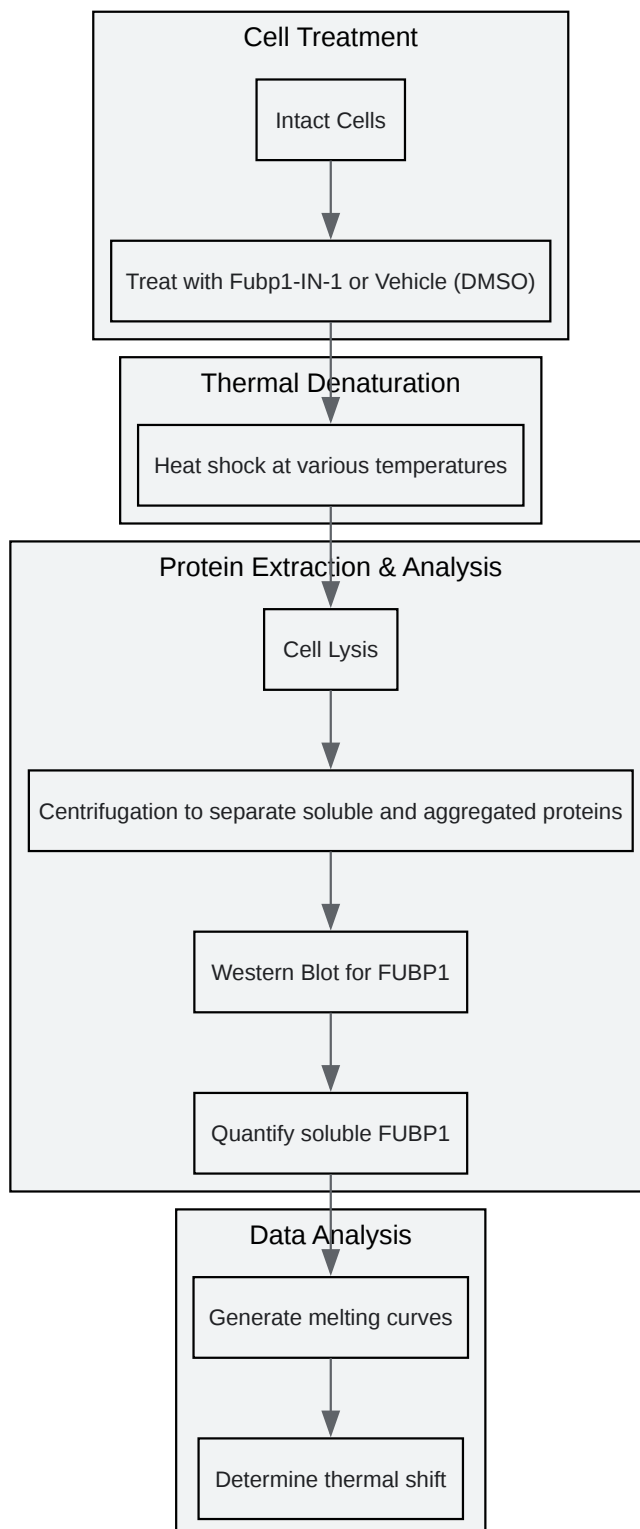 Cell Treatment
Intact Cells
Treat with Fubp1-IN-1 or Vehicle (DMSO)
Thermal Denaturation
Heat shock at various temperatures
Protein Extraction & Analysis
Cell Lysis
Centrifugation to separate soluble and aggregated proteins
Western Blot for FUBP1
Quantify soluble FUBP1
Data Analysis
Generate melting curves
Determine thermal shift